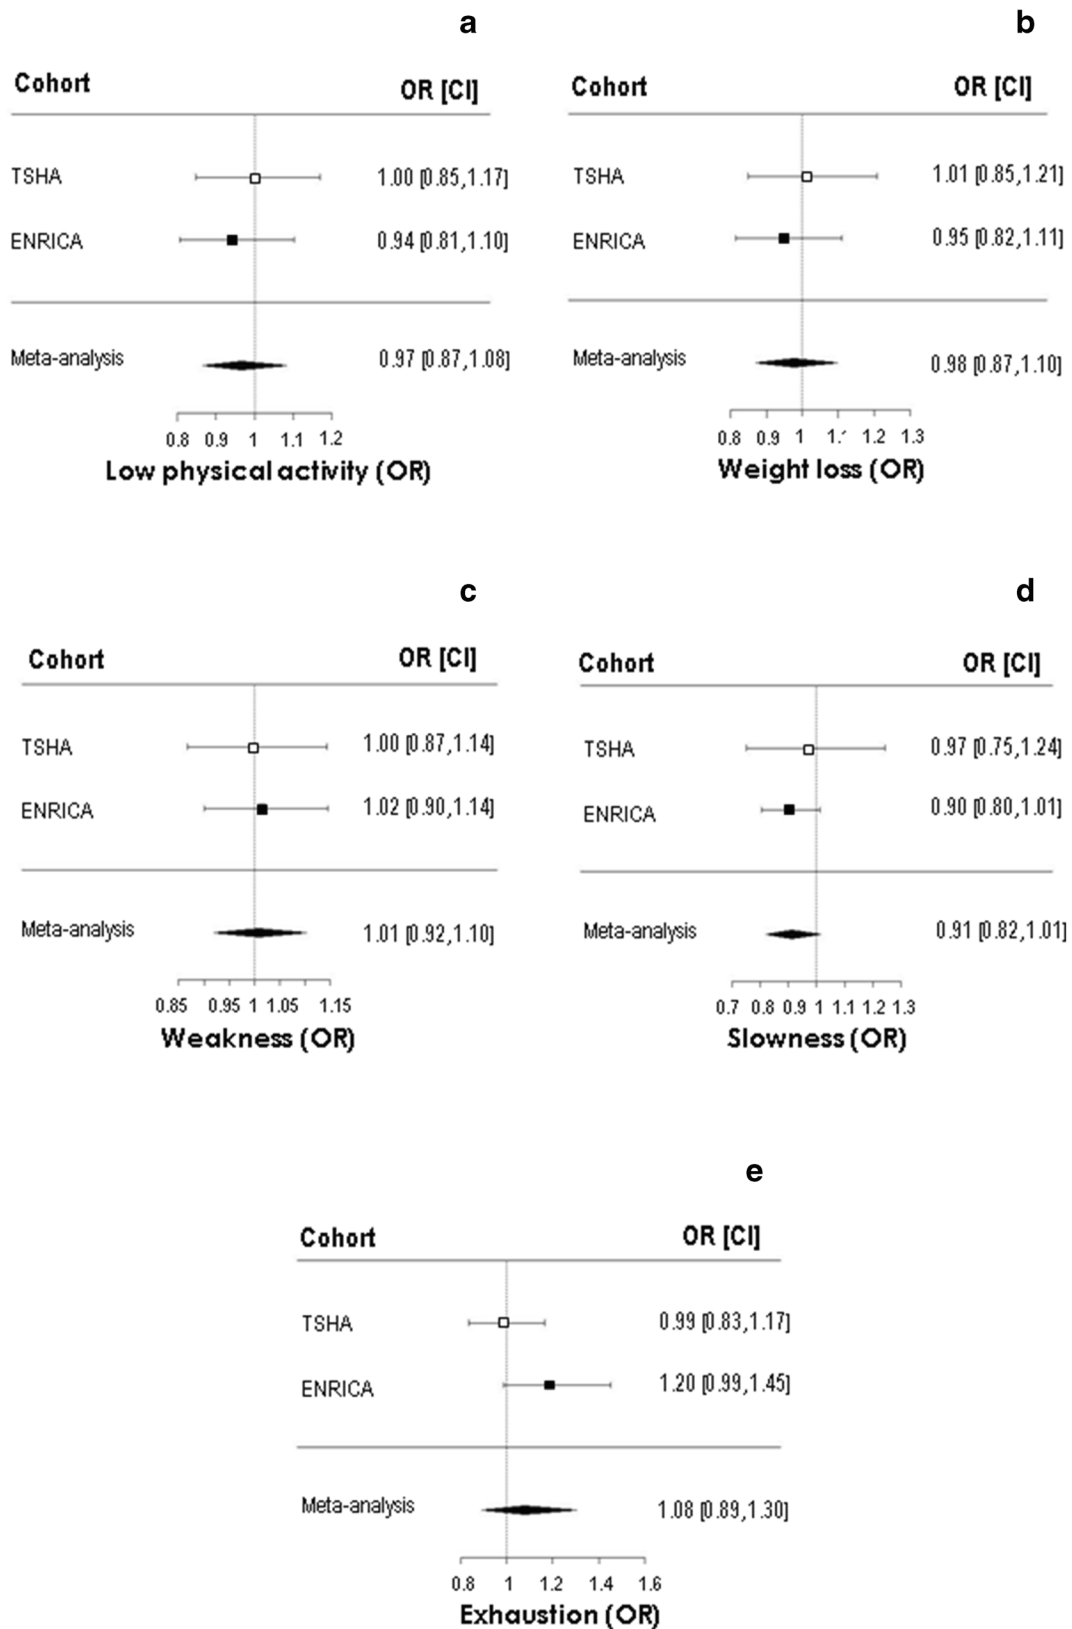 a
Cohort OR [CI]
TSHA 1.00 [0.85,1.17]
ENRICA 0.94 [0.81,1.10]
Meta-analysis 0.97 [0.87,1.08]
0.8 0.9 1 1.1 1.2
Low physical activity (OR)
b
Cohort OR [CI]
TSHA 1.01 [0.85,1.21]
ENRICA 0.95 [0.82,1.11]
Meta-analysis 0.98 [0.87,1.10]
0.8 0.9 1 1.2 1.3
Weight loss (OR)
c
Cohort OR [CI]
TSHA 1.00 [0.87,1.14]
ENRICA 1.02 [0.90,1.14]
Meta-analysis 1.01 [0.92,1.10]
0.85 0.95 1 1.05 1.15
Weakness (OR)
d
Cohort OR [CI]
TSHA 0.97 [0.75,1.24]
ENRICA 0.90 [0.80,1.01]
Meta-analysis 0.91 [0.82,1.01]
0.7 0.8 0.9 1 1.1 1.2 1.3
Slowness (OR)
e
Cohort OR [CI]
TSHA 0.99 [0.83,1.17]
ENRICA 1.20 [0.99,1.45]
Meta-analysis 1.08 [0.89,1.30]
0.8 1 1.2 1.4 1.6
Exhaustion (OR)